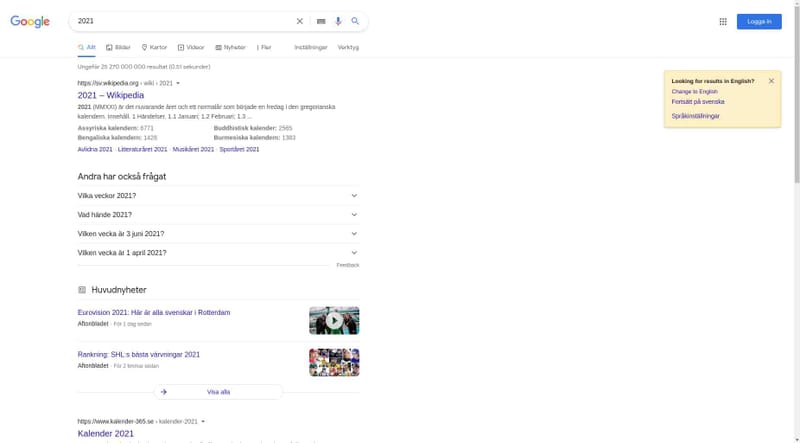 Google
2021
Logga in
Allt
Bilder
Kartor
Videor
Nyheter
Fler
Inställningar
Verktyg
Ungefär 25 270 000 000 resultat (0,51 sekunder)
Looking for results in English?
Change to English
Fortsätt på svenska
Språkinställningar
https://sv.wikipedia.org › wiki › 2021
2021 – Wikipedia
2021 (MMXXI) är det nuvarande året och ett normalår som började en fredag i den gregorianska
kalendern. Innehåll. 1 Händelser. 1.1 Januari; 1.2 Februari; 1.3 ...
Assyriska kalendern: 6771
Buddhistisk kalender: 2565
Bengaliska kalendern: 1428
Burmesiska kalendern: 1383
Avlidna 2021 · Litteraturåret 2021 · Musikåret 2021 · Sportåret 2021
Andra har också frågat
Vilka veckor 2021?
Vad hände 2021?
Vilken vecka är 3 juni 2021?
Vilken vecka är 1 april 2021?
Feedback
Huvudnyheter
Eurovision 2021: Här är alla svenskar i Rotterdam
Aftonbladet · För 1 dag sedan
Rankning: SHL:s bästa värvningar 2021
Aftonbladet · För 2 timmar sedan
Visa alla
https://www.kalender-365.se › kalender-2021
Kalender 2021